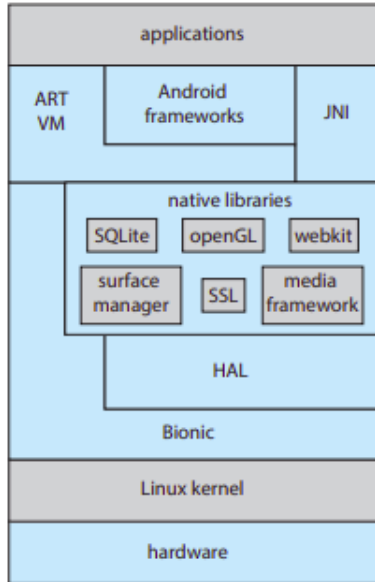 applications
ART
VM
Android
frameworks
JNI
native libraries
SQLite
openGL
webkit
surface
manager
SSL
media
framework
HAL
Bionic
Linux kernel
hardware